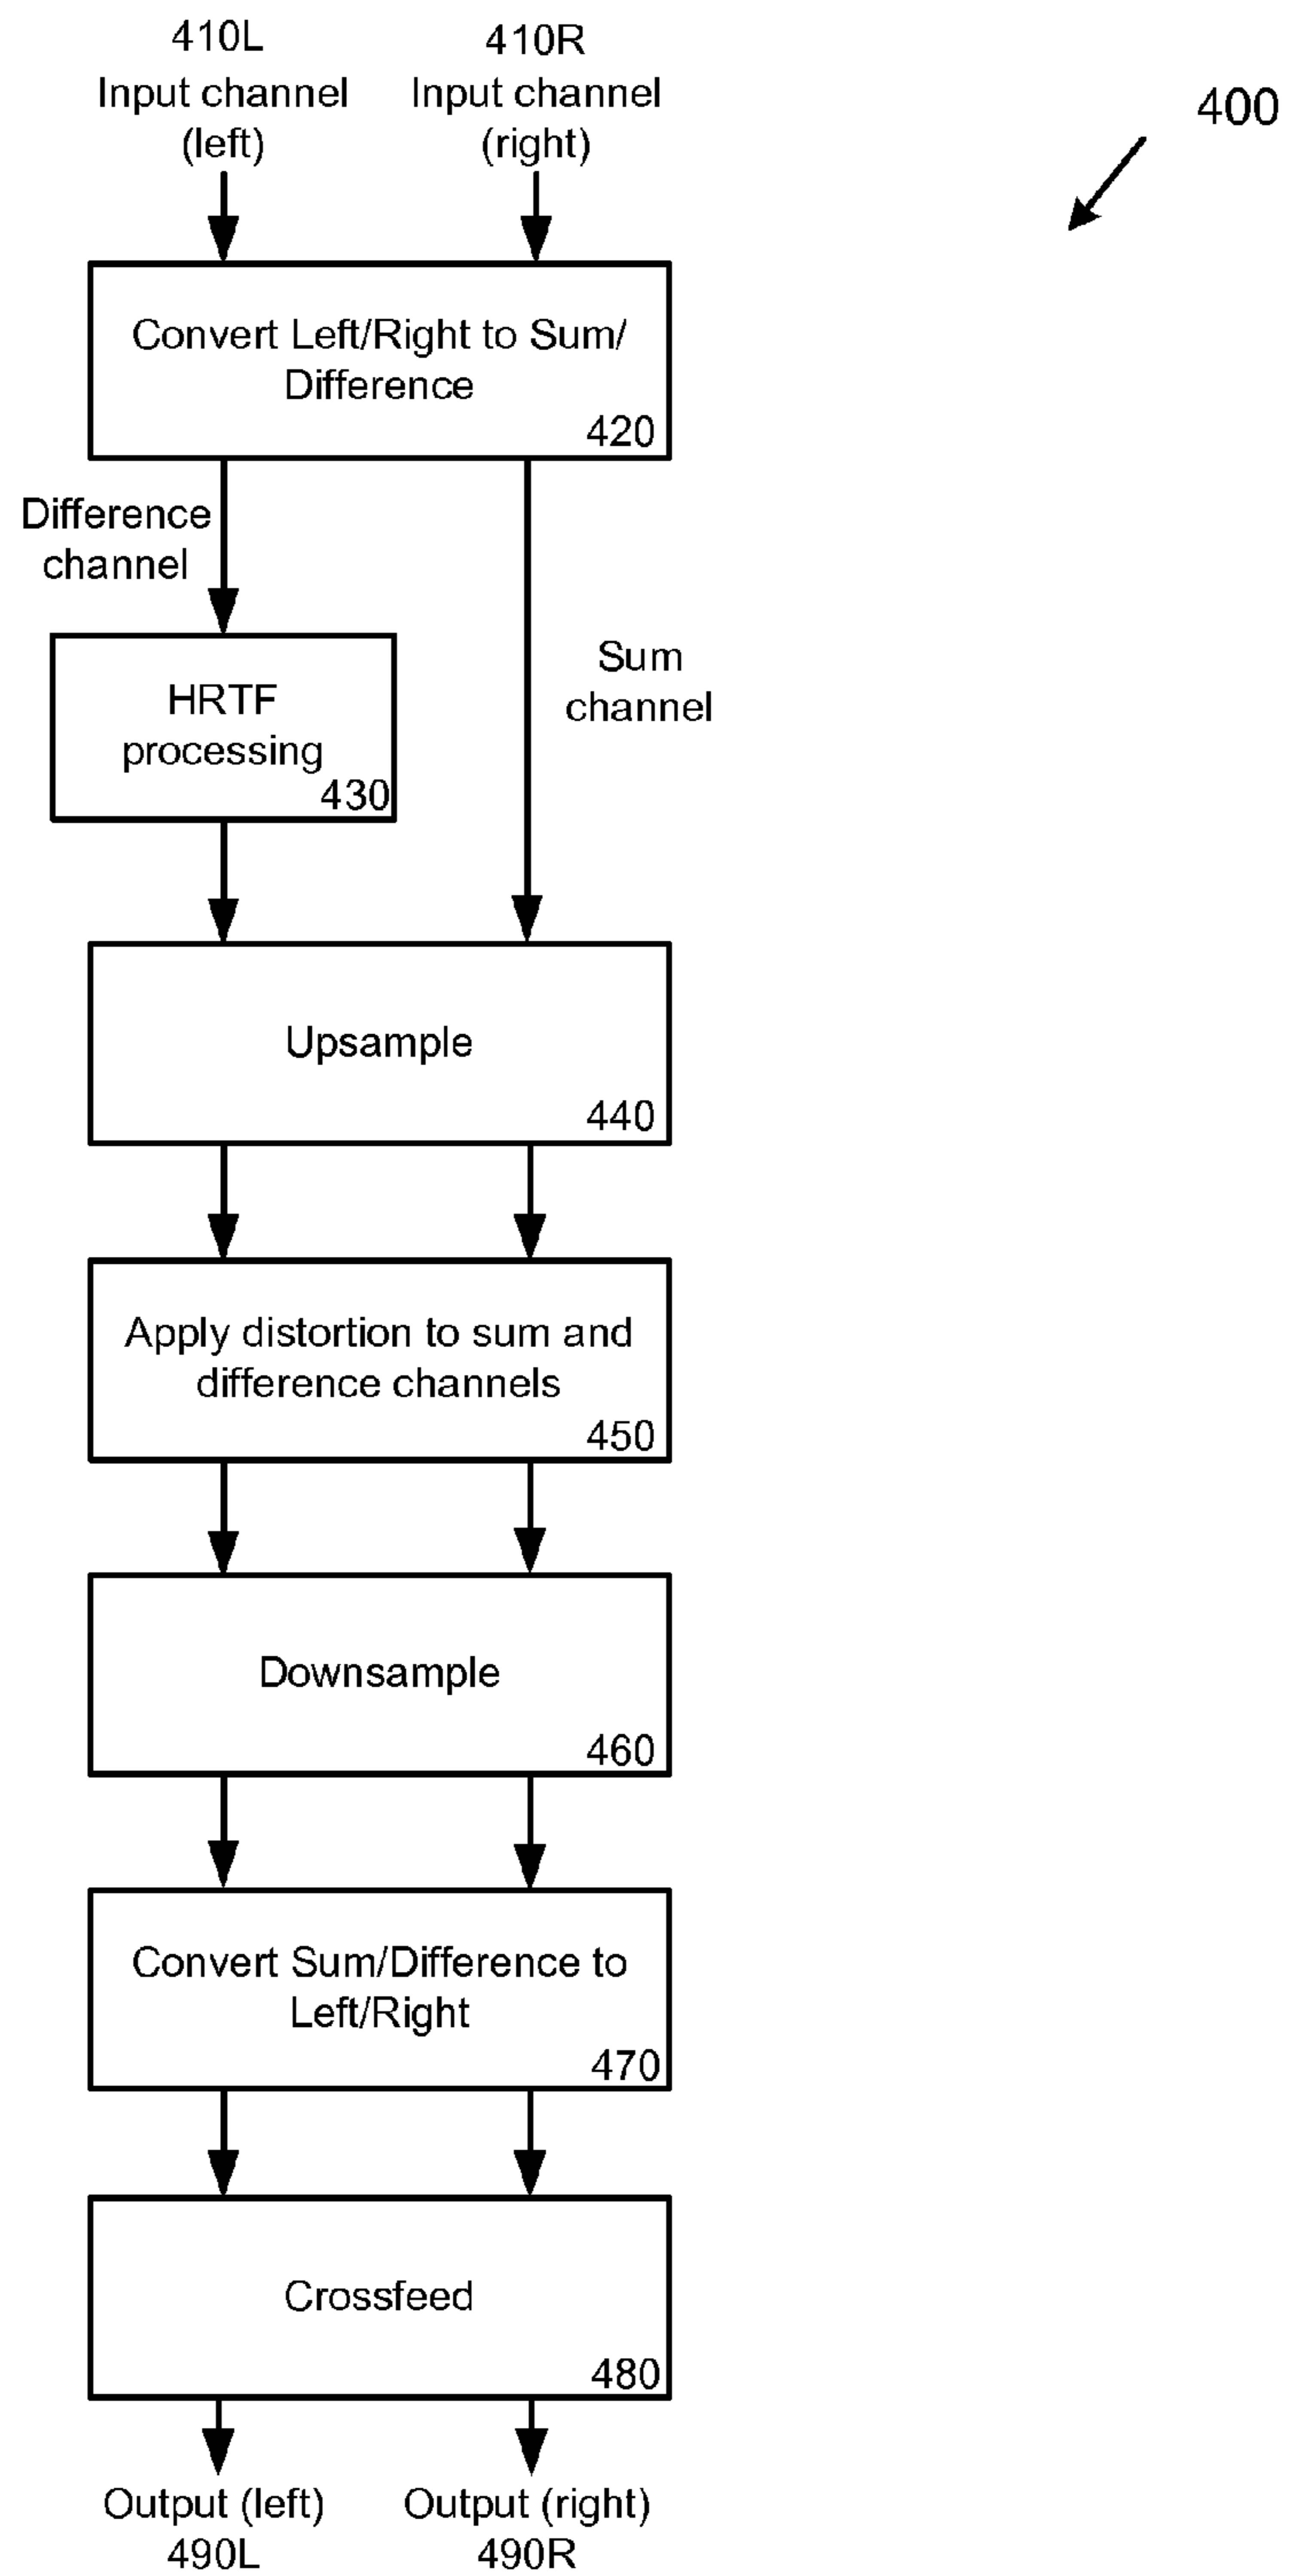 410L
Input channel
(left)
410R
Input channel
(right)
400
Convert Left/Right to Sum/
Difference
420
Difference
channel
Sum
channel
HRTF
processing
430
Upsample
440
Apply distortion to sum and
difference channels
450
Downsample
460
Convert Sum/Difference to
Left/Right
470
Crossfeed
480
Output (left)
490L
Output (right)
490R